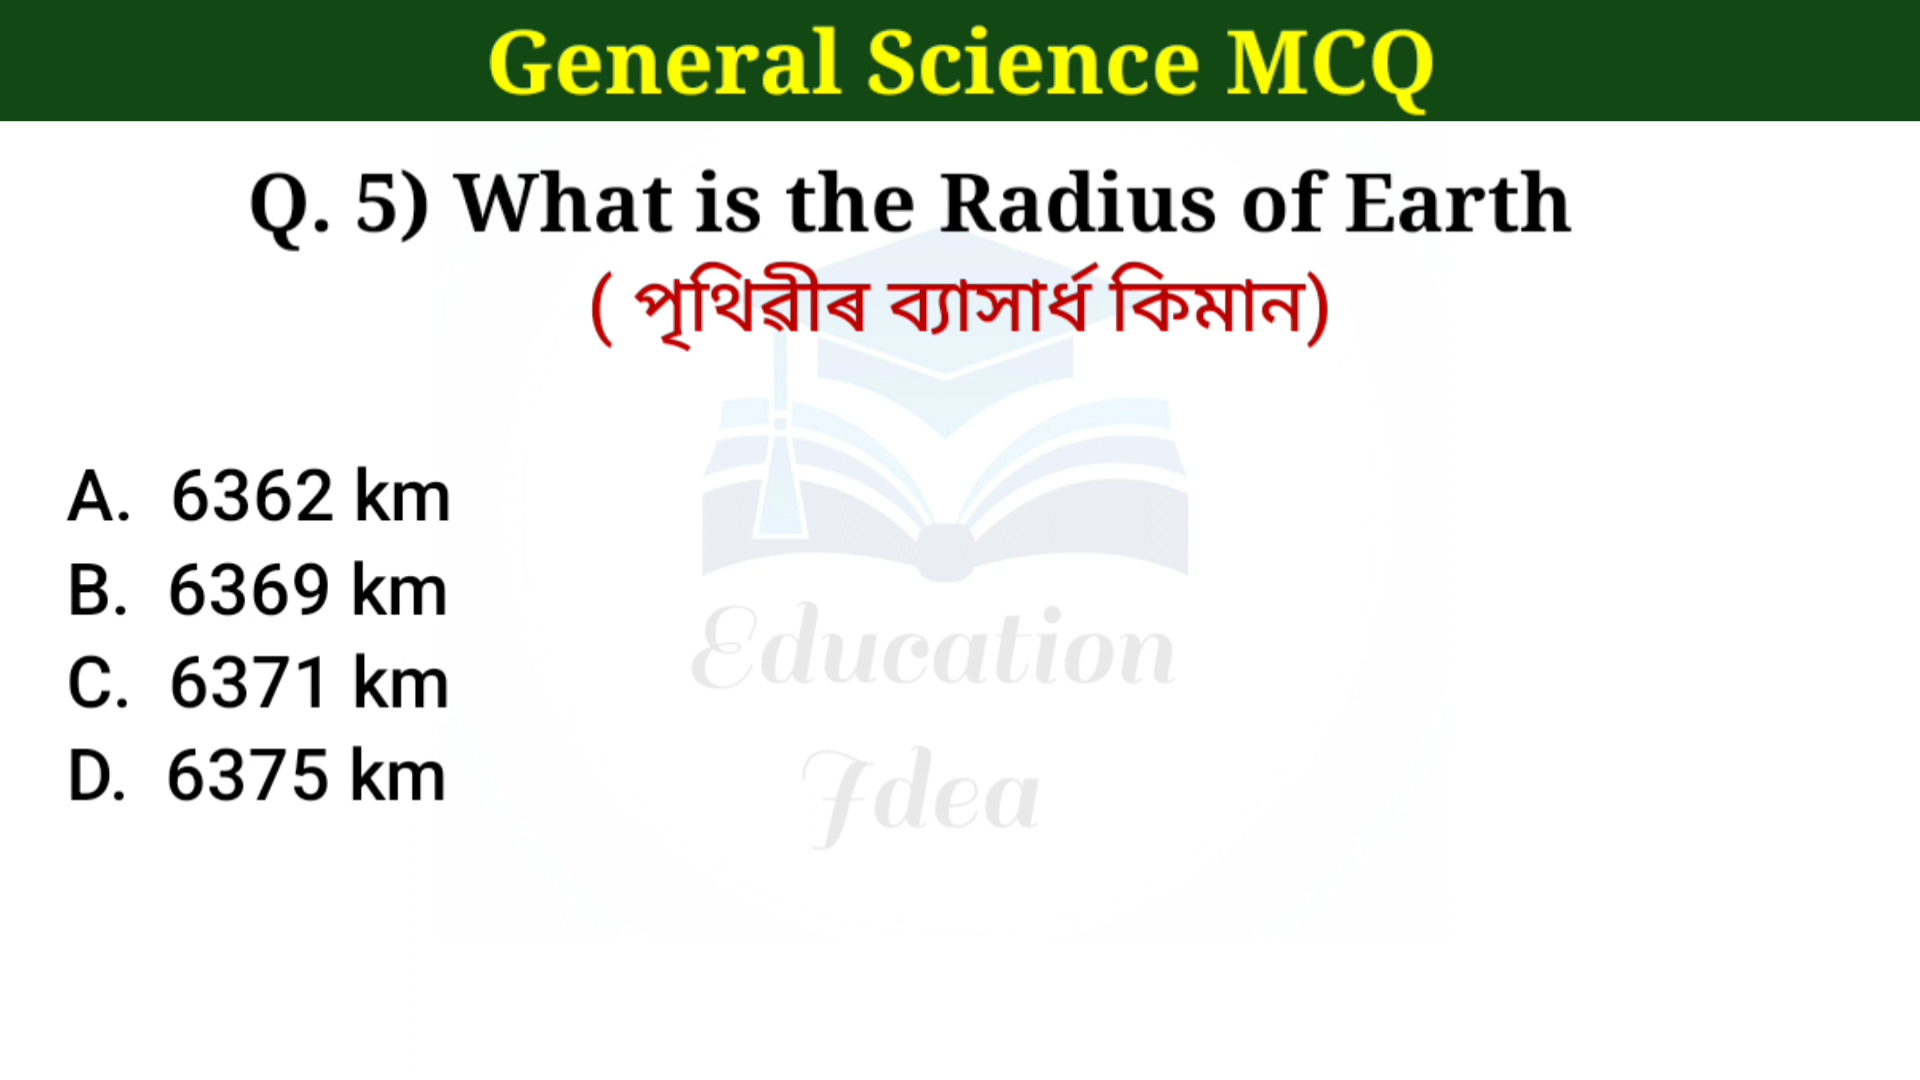 General Science MCQ
Q. 5) What is the Radius of Earth
( পৃথিৱীৰ ব্যাসাৰ্ধ কিমান)
A. 6362 km
B. 6369 km
C. 6371 km
D. 6375 km
Education
Idea